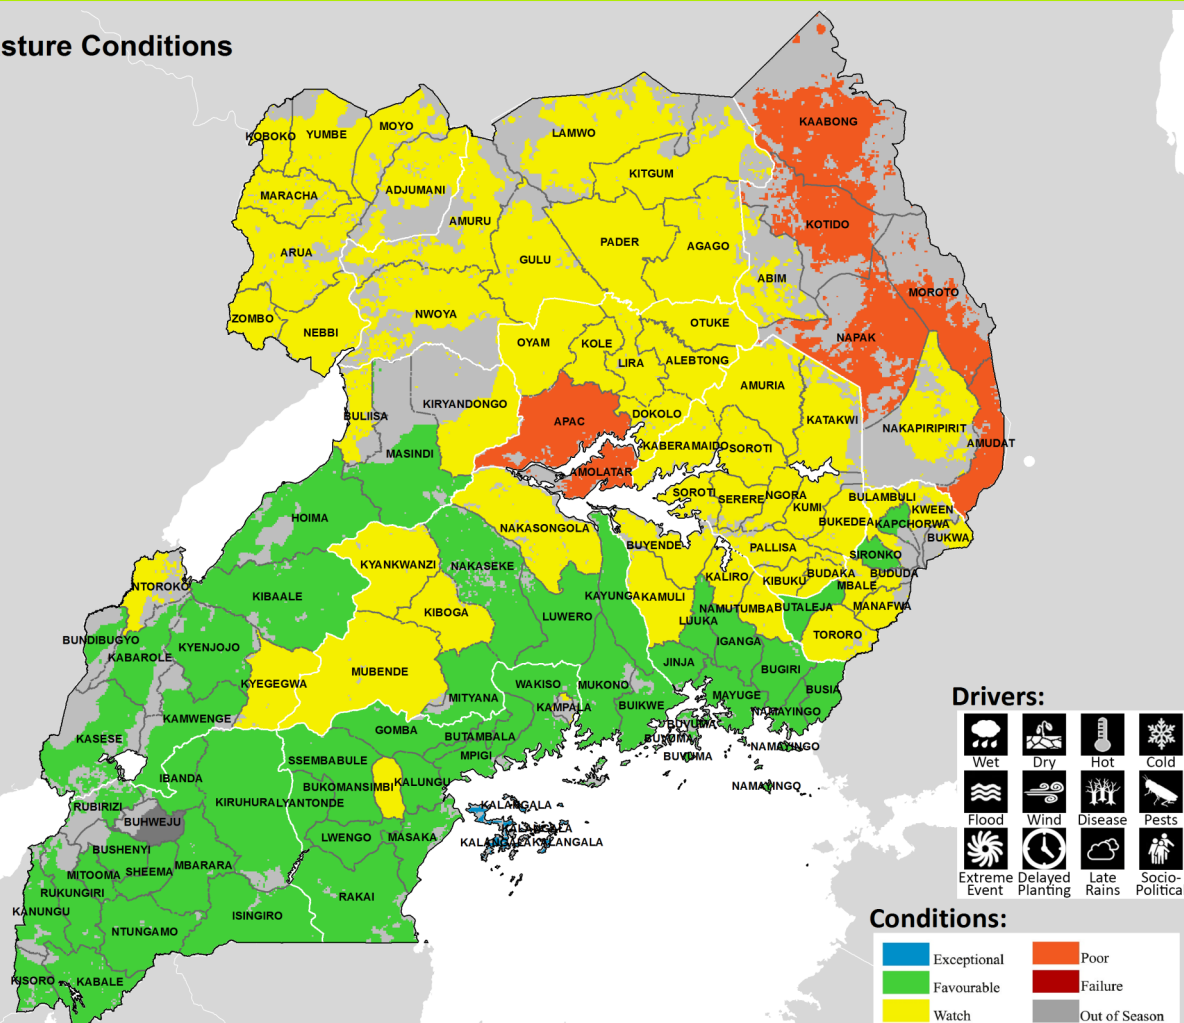 sture Conditions
KAABONG
KOBOKO
YUMBE
MOYO
LAMWO
KITGUM
MARACHA
ADJUMANI
AMURU
KOTIDO
ARUA
GULU
PADER
AGAGO
ABIM
MOROTO
ZOMBO
NEBBI
NWOYA
OYAM
KOLE
OTUKE
NAPAK
LIRA
ALEBTONG
AMURIA
BULIISA
KIRYANDONGO
APAC
DOKOLO
KATAKWI
NAKAPIRIPIRIT
AMUDAT
MASINDI
KABERAMAIDO
SOROTI
AMOLATAR
SOROTI
SERERE
NGORA
KUMI
BULAMBULI
KWEEN
HOIMA
NAKASONGOLA
BUKEDEA
KAPCHORWA
BUKWA
BUYENDE
PALLISA
SIRONKO
KYANKWANZI
NAKASEKE
NTOROKO
KALIRO
KIBUKU
BUDAKA
BUDUDA
MBALE
KIBAALE
KIBOGA
LUWERO
KAYUNGA
KAMULI
NAMUTUMBA
BUTALEJA
MANAFWA
LUUKA
TORORO
BUNDIBUGYO
KABAROLE
KYENJOJO
IGANGA
JINJA
BUGIRI
KYEGEGWA
MUBENDE
MITYANA
WAKISO
MUKONO
BUIKWE
KAMPALA
MAYUGE
BUSIA
NAMAYINGO
KAMWENGE
GOMBA
BUTAMBALA
MPIGI
BUVUMA
BUVUMA
BUVUMA
NAMAYINGO
NAMAYINGO
KASESE
IBANDA
SSEMBABULE
BUKOMANSIMBI
KALUNGU
KIRUHURA
LYANTONDE
RUBIRIZI
BUHWEJU
KALANGALA
KALANGALA
KALANGALA
KALANGALA
LWENGO
MASAKA
BUSHENYI
MITOOMA
SHEEMA
MBARARA
RUKUNGIRI
RAKAI
KANUNGU
ISINGIRO
NTUNGAMO
KISORO
KABALE
Drivers:
Wet
Dry
Hot
Cold
Flood
Wind
Disease
Pests
Extreme
Event
Delayed
Planting
Late
Rains
Socio-
Political
Conditions:
Exceptional
Poor
Favourable
Failure
Watch
Out of Season